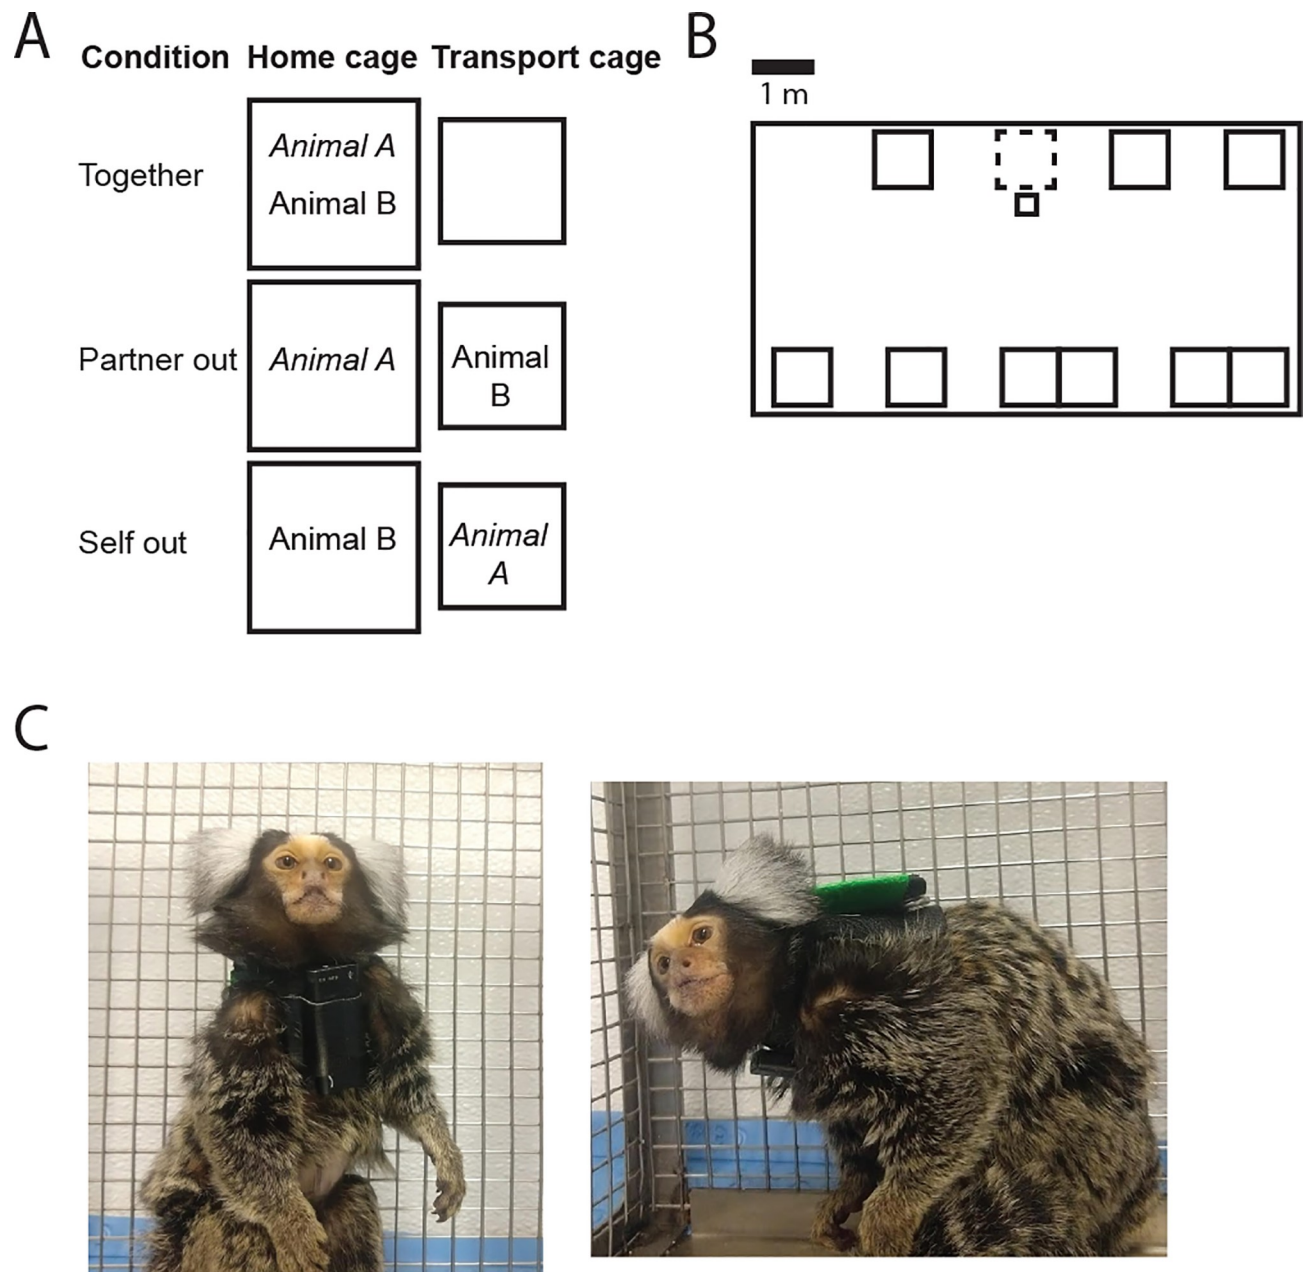 A
Condition Home cage Transport cage
Together
Animal A
Animal B
Partner out
Animal A
Animal
B
Self out
Animal B
Animal
A
B
1 m
C